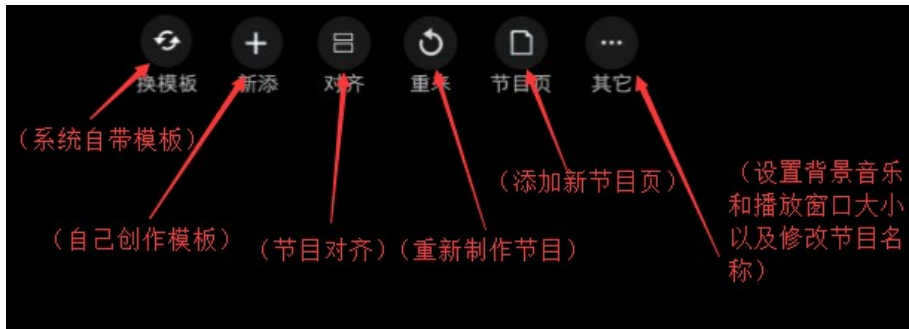 换模板 新添 对齐 重来 节目页 其它
（系统自带模板）
（添加新节目页）
（设置背景音乐
和播放窗口大小
以及修改节目名
称）
（自己创作模板）
（节目对齐）（重新制作节目）